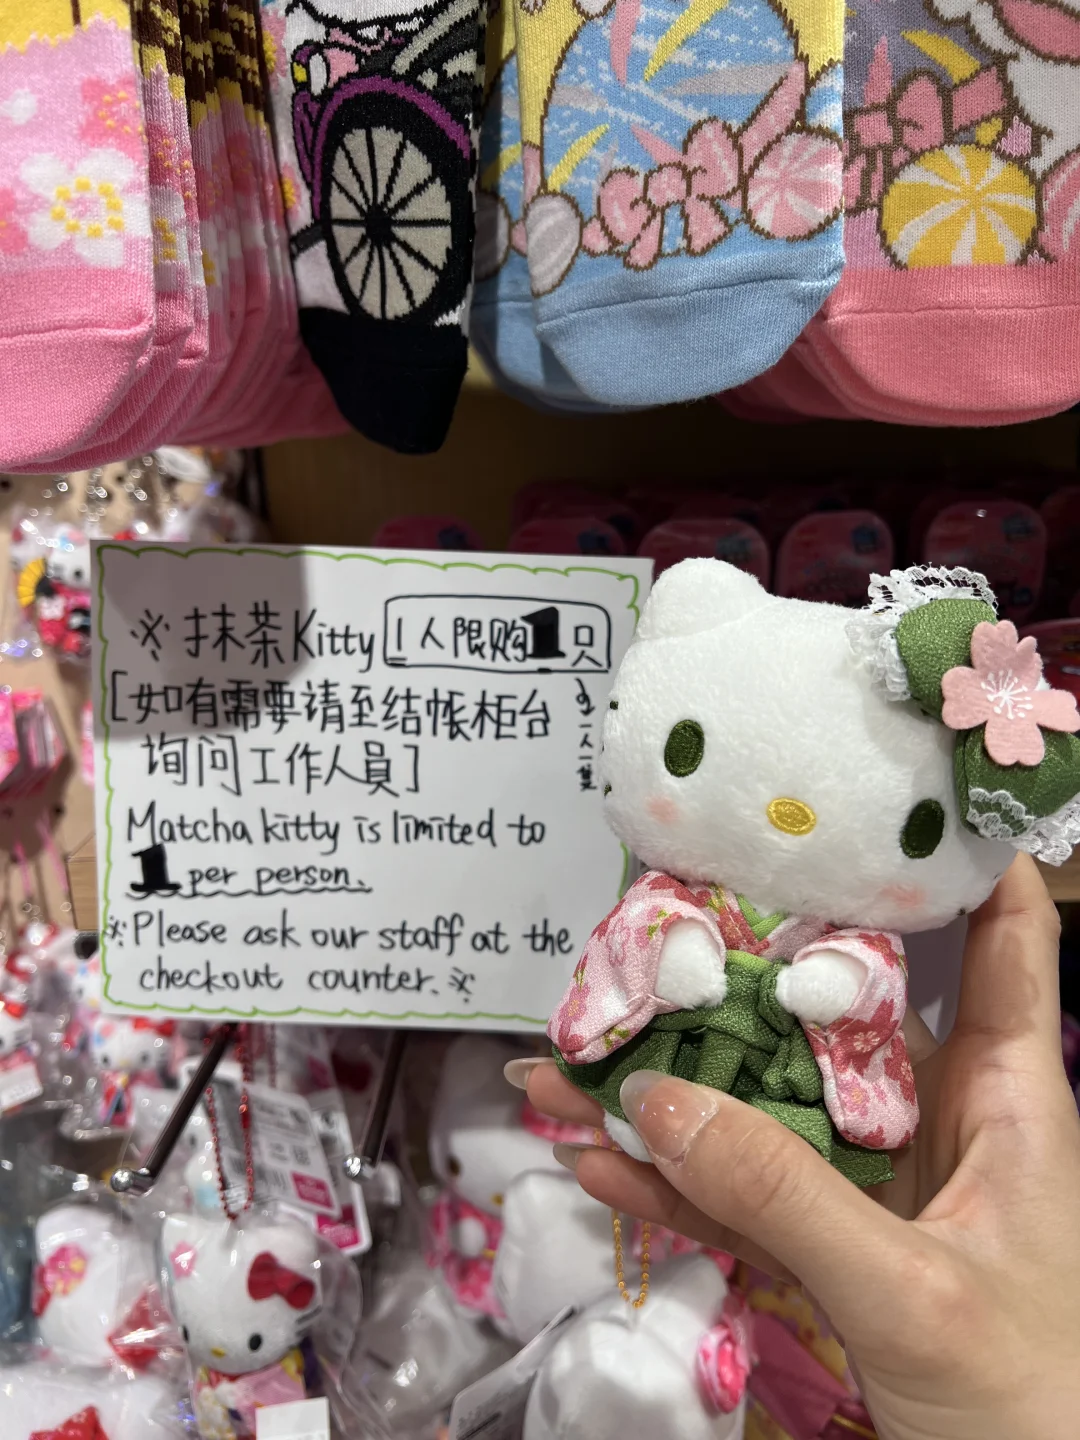 ※抹茶Kitty 1人限购1只
[如有需要请至结帐柜台
询问工作人員]
Matcha kitty is limited to
1 per person.
※Please ask our staff at the
checkout counter.※